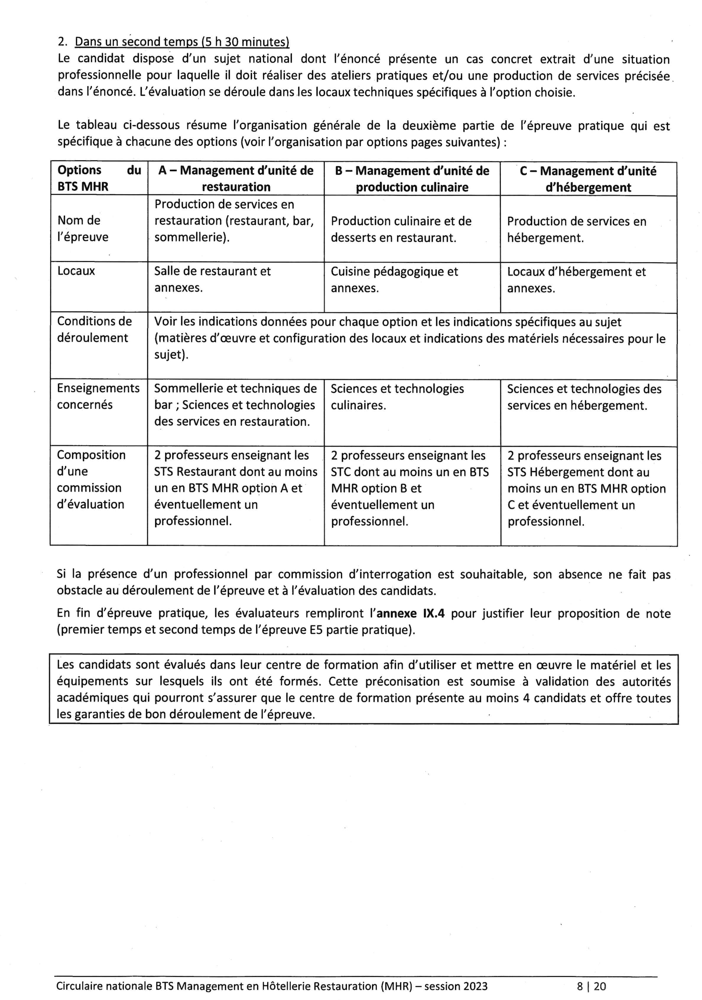 2. Dans un second temps (5 h 30 minutes)
Le candidat dispose d'un sujet national dont l'énoncé présente un cas concret extrait d'une situation
professionnelle pour laquelle il doit réaliser des ateliers pratiques et/ou une production de services précisée
dans l'énoncé. L'évaluation se déroule dans les locaux techniques spécifiques à l'option choisie.
Le tableau ci-dessous résume l'organisation générale de la deuxième partie de l'épreuve pratique qui est
spécifique à chacune des options (voir l'organisation par options pages suivantes) :
Options du
BTS MHR
A – Management d'unité de
restauration
B – Management d'unité de
production culinaire
C – Management d'unité
d'hébergement
Nom de
l'épreuve
Production de services en
restauration (restaurant, bar,
sommellerie).
Production culinaire et de
desserts en restaurant.
Production de services en
hébergement.
Locaux
Salle de restaurant et
annexes.
Cuisine pédagogique et
annexes.
Locaux d'hébergement et
annexes.
Conditions de
déroulement
Voir les indications données pour chaque option et les indications spécifiques au sujet
(matières d'œuvre et configuration des locaux et indications des matériels nécessaires pour le
sujet).
Enseignements
concernés
Sommellerie et techniques de
bar ; Sciences et technologies
des services en restauration.
Sciences et technologies
culinaires.
Sciences et technologies des
services en hébergement.
Composition
d'une
commission
d'évaluation
2 professeurs enseignant les
STS Restaurant dont au moins
un en BTS MHR option A et
éventuellement un
professionnel.
2 professeurs enseignant les
STC dont au moins un en BTS
MHR option B et
éventuellement un
professionnel.
2 professeurs enseignant les
STS Hébergement dont au
moins un en BTS MHR option
C et éventuellement un
professionnel.
Si la présence d'un professionnel par commission d'interrogation est souhaitable, son absence ne fait pas
obstacle au déroulement de l'épreuve et à l'évaluation des candidats.
En fin d'épreuve pratique, les évaluateurs rempliront l'annexe IX.4 pour justifier leur proposition de note
(premier temps et second temps de l'épreuve E5 partie pratique).
Les candidats sont évalués dans leur centre de formation afin d'utiliser et mettre en œuvre le matériel et les
équipements sur lesquels ils ont été formés. Cette préconisation est soumise à validation des autorités
académiques qui pourront s'assurer que le centre de formation présente au moins 4 candidats et offre toutes
les garanties de bon déroulement de l'épreuve.
Circulaire nationale BTS Management en Hôtellerie Restauration (MHR) – session 2023
8 | 20